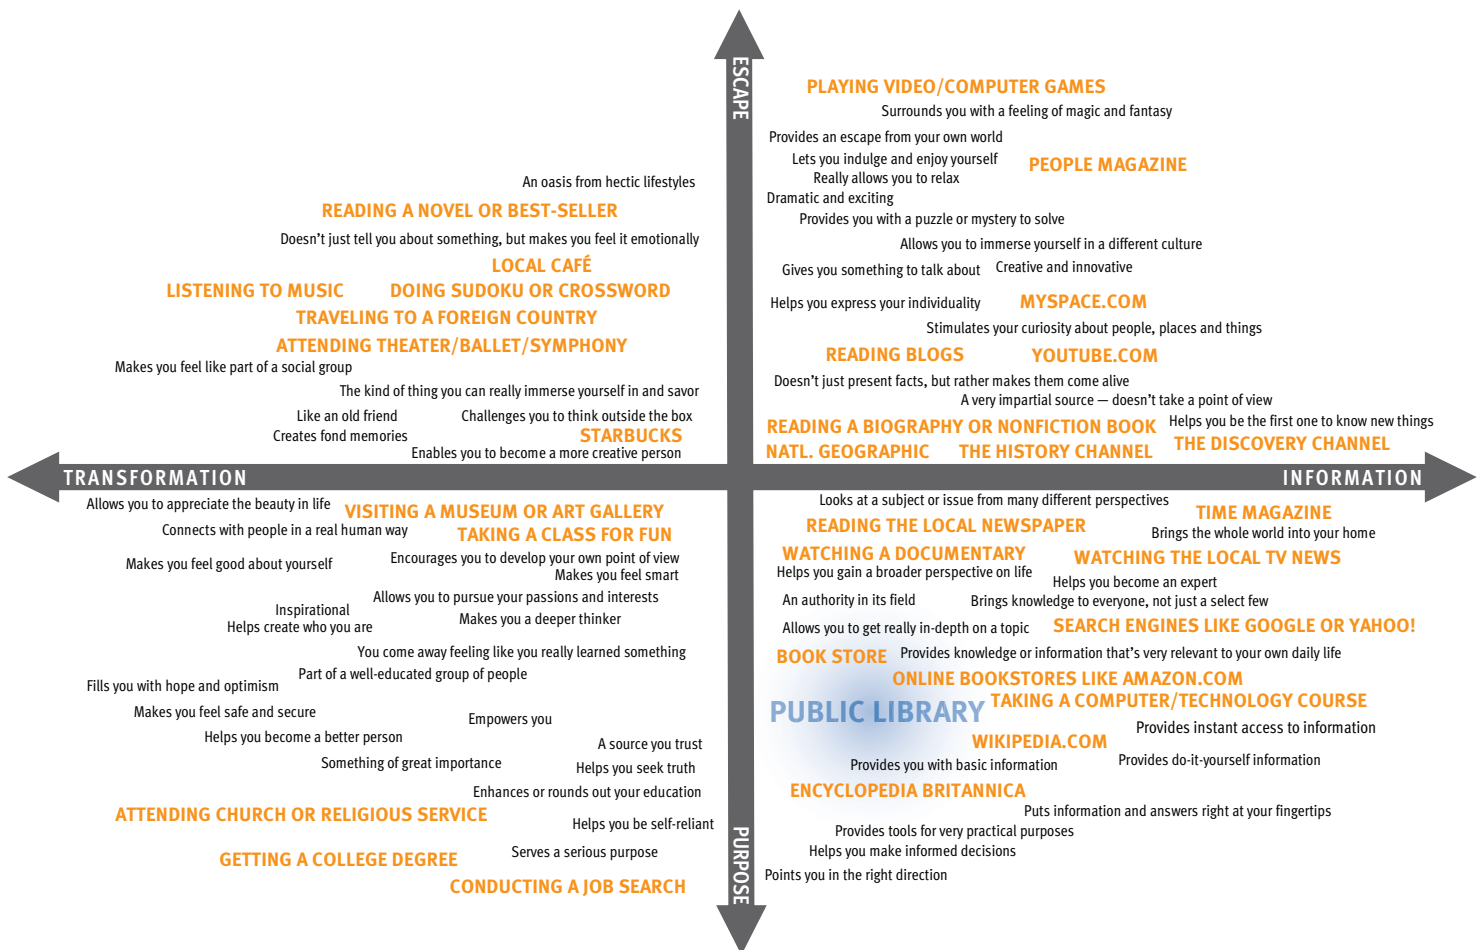 ESCAPE
An oasis from hectic lifestyles
READING A NOVEL OR BEST-SELLER
Doesn’t just tell you about something, but makes you feel it emotionally
LOCAL CAFÉ
LISTENING TO MUSIC
DOING SUDOKU OR CROSSWORD
TRAVELING TO A FOREIGN COUNTRY
ATTENDING THEATER/BALLET/SYMPHONY
Makes you feel like part of a social group
The kind of thing you can really immerse yourself in and savor
Like an old friend
Challenges you to think outside the box
Creates fond memories
STARBUCKS
Enables you to become a more creative person
PLAYING VIDEO/COMPUTER GAMES
Surrounds you with a feeling of magic and fantasy
Provides an escape from your own world
Lets you indulge and enjoy yourself
PEOPLE MAGAZINE
Really allows you to relax
Dramatic and exciting
Provides you with a puzzle or mystery to solve
Allows you to immerse yourself in a different culture
Gives you something to talk about
Creative and innovative
Helps you express your individuality
MYSPACE.COM
Stimulates your curiosity about people, places and things
READING BLOGS
YOUTUBE.COM
Doesn’t just present facts, but rather makes them come alive
A very impartial source — doesn’t take a point of view
READING A BIOGRAPHY OR NONFICTION BOOK
Helps you be the first one to know new things
NATL. GEOGRAPHIC
THE HISTORY CHANNEL
THE DISCOVERY CHANNEL
TRANSFORMATION
INFORMATION
Allows you to appreciate the beauty in life
VISITING A MUSEUM OR ART GALLERY
Connects with people in a real human way
TAKING A CLASS FOR FUN
Makes you feel good about yourself
Encourages you to develop your own point of view
Makes you feel smart
Allows you to pursue your passions and interests
Inspirational
Makes you a deeper thinker
Helps create who you are
You come away feeling like you really learned something
Part of a well-educated group of people
Fills you with hope and optimism
Makes you feel safe and secure
Empowers you
Helps you become a better person
A source you trust
Something of great importance
Helps you seek truth
Enhances or rounds out your education
ATTENDING CHURCH OR RELIGIOUS SERVICE
Helps you be self-reliant
GETTING A COLLEGE DEGREE
Serves a serious purpose
CONDUCTING A JOB SEARCH
Looks at a subject or issue from many different perspectives
TIME MAGAZINE
READING THE LOCAL NEWSPAPER
Brings the whole world into your home
WATCHING A DOCUMENTARY
WATCHING THE LOCAL TV NEWS
Helps you gain a broader perspective on life
Helps you become an expert
An authority in its field
Brings knowledge to everyone, not just a select few
Allows you to get really in-depth on a topic
SEARCH ENGINES LIKE GOOGLE OR YAHOO!
BOOK STORE
Provides knowledge or information that’s very relevant to your own daily life
ONLINE BOOKSTORES LIKE AMAZON.COM
TAKING A COMPUTER/TECHNOLOGY COURSE
PUBLIC LIBRARY
Provides instant access to information
WIKIPEDIA.COM
Provides you with basic information
Provides do-it-yourself information
ENCYCLOPEDIA BRITANNICA
Puts information and answers right at your fingertips
Provides tools for very practical purposes
Helps you make informed decisions
Points you in the right direction
PURPOSE